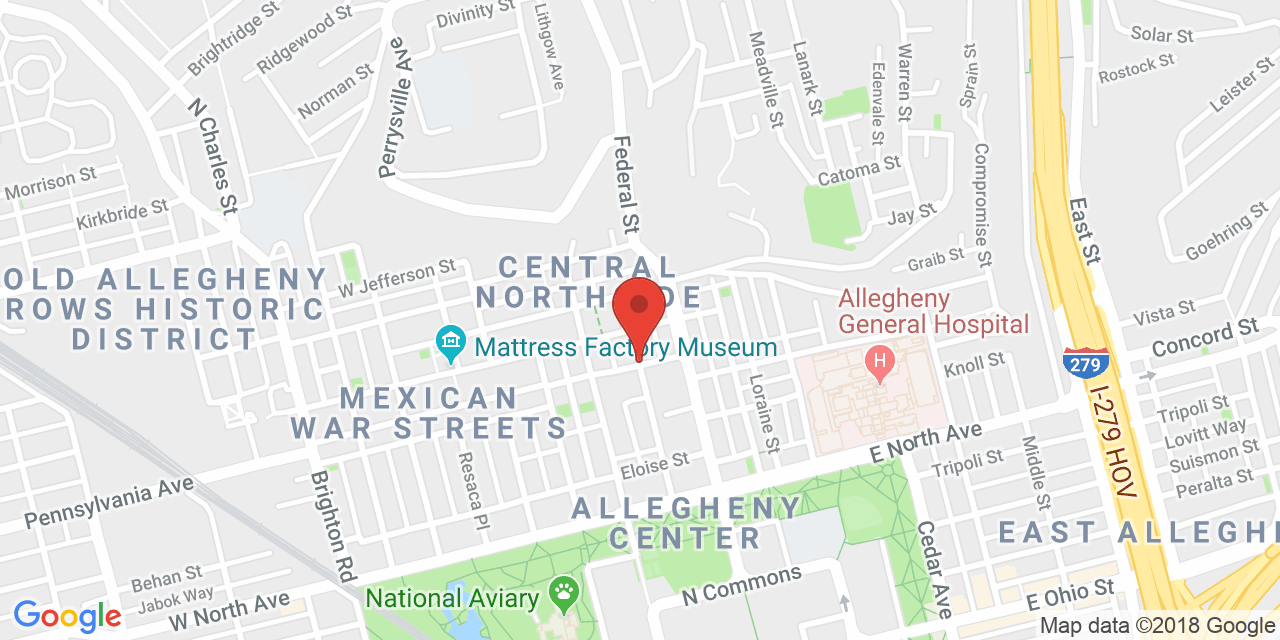 Divinity St
Brightridge St
Ridgewood St
Lithgow Ave
Norman St
Perrysville Ave
N Charles St
Federal St
Meadville St
Lanark St
Warren St
Edenvale St
Sprain St
Solar St
Rostock St
Leister St
Morrison St
Kirkbride St
Catoma St
Compromise St
Jay St
East St
Goehring St
Graib St
W Jefferson St
OLD ALLEGHENY
ROWS HISTORIC
DISTRICT
CENTRAL
Allegheny
General Hospital
H
Vista St
Concord St
Mattress Factory Museum
Knoll St
279
I-279 HOV
MEXICAN
WAR STREETS
Loraine St
Tripoli St
Lovitt Way
Suismon St
Peralta St
E North Ave
Tripoli St
Middle St
Resaca Pl
Eloise St
Pennsylvania Ave
Brighton Rd
ALLEGHENY
CENTER
EAST ALLEGHE
Cedar Ave
Behan St
Jabok Way
W North Ave
National Aviary
N Commons
E Ohio St
Google
Map data ©2018 Google